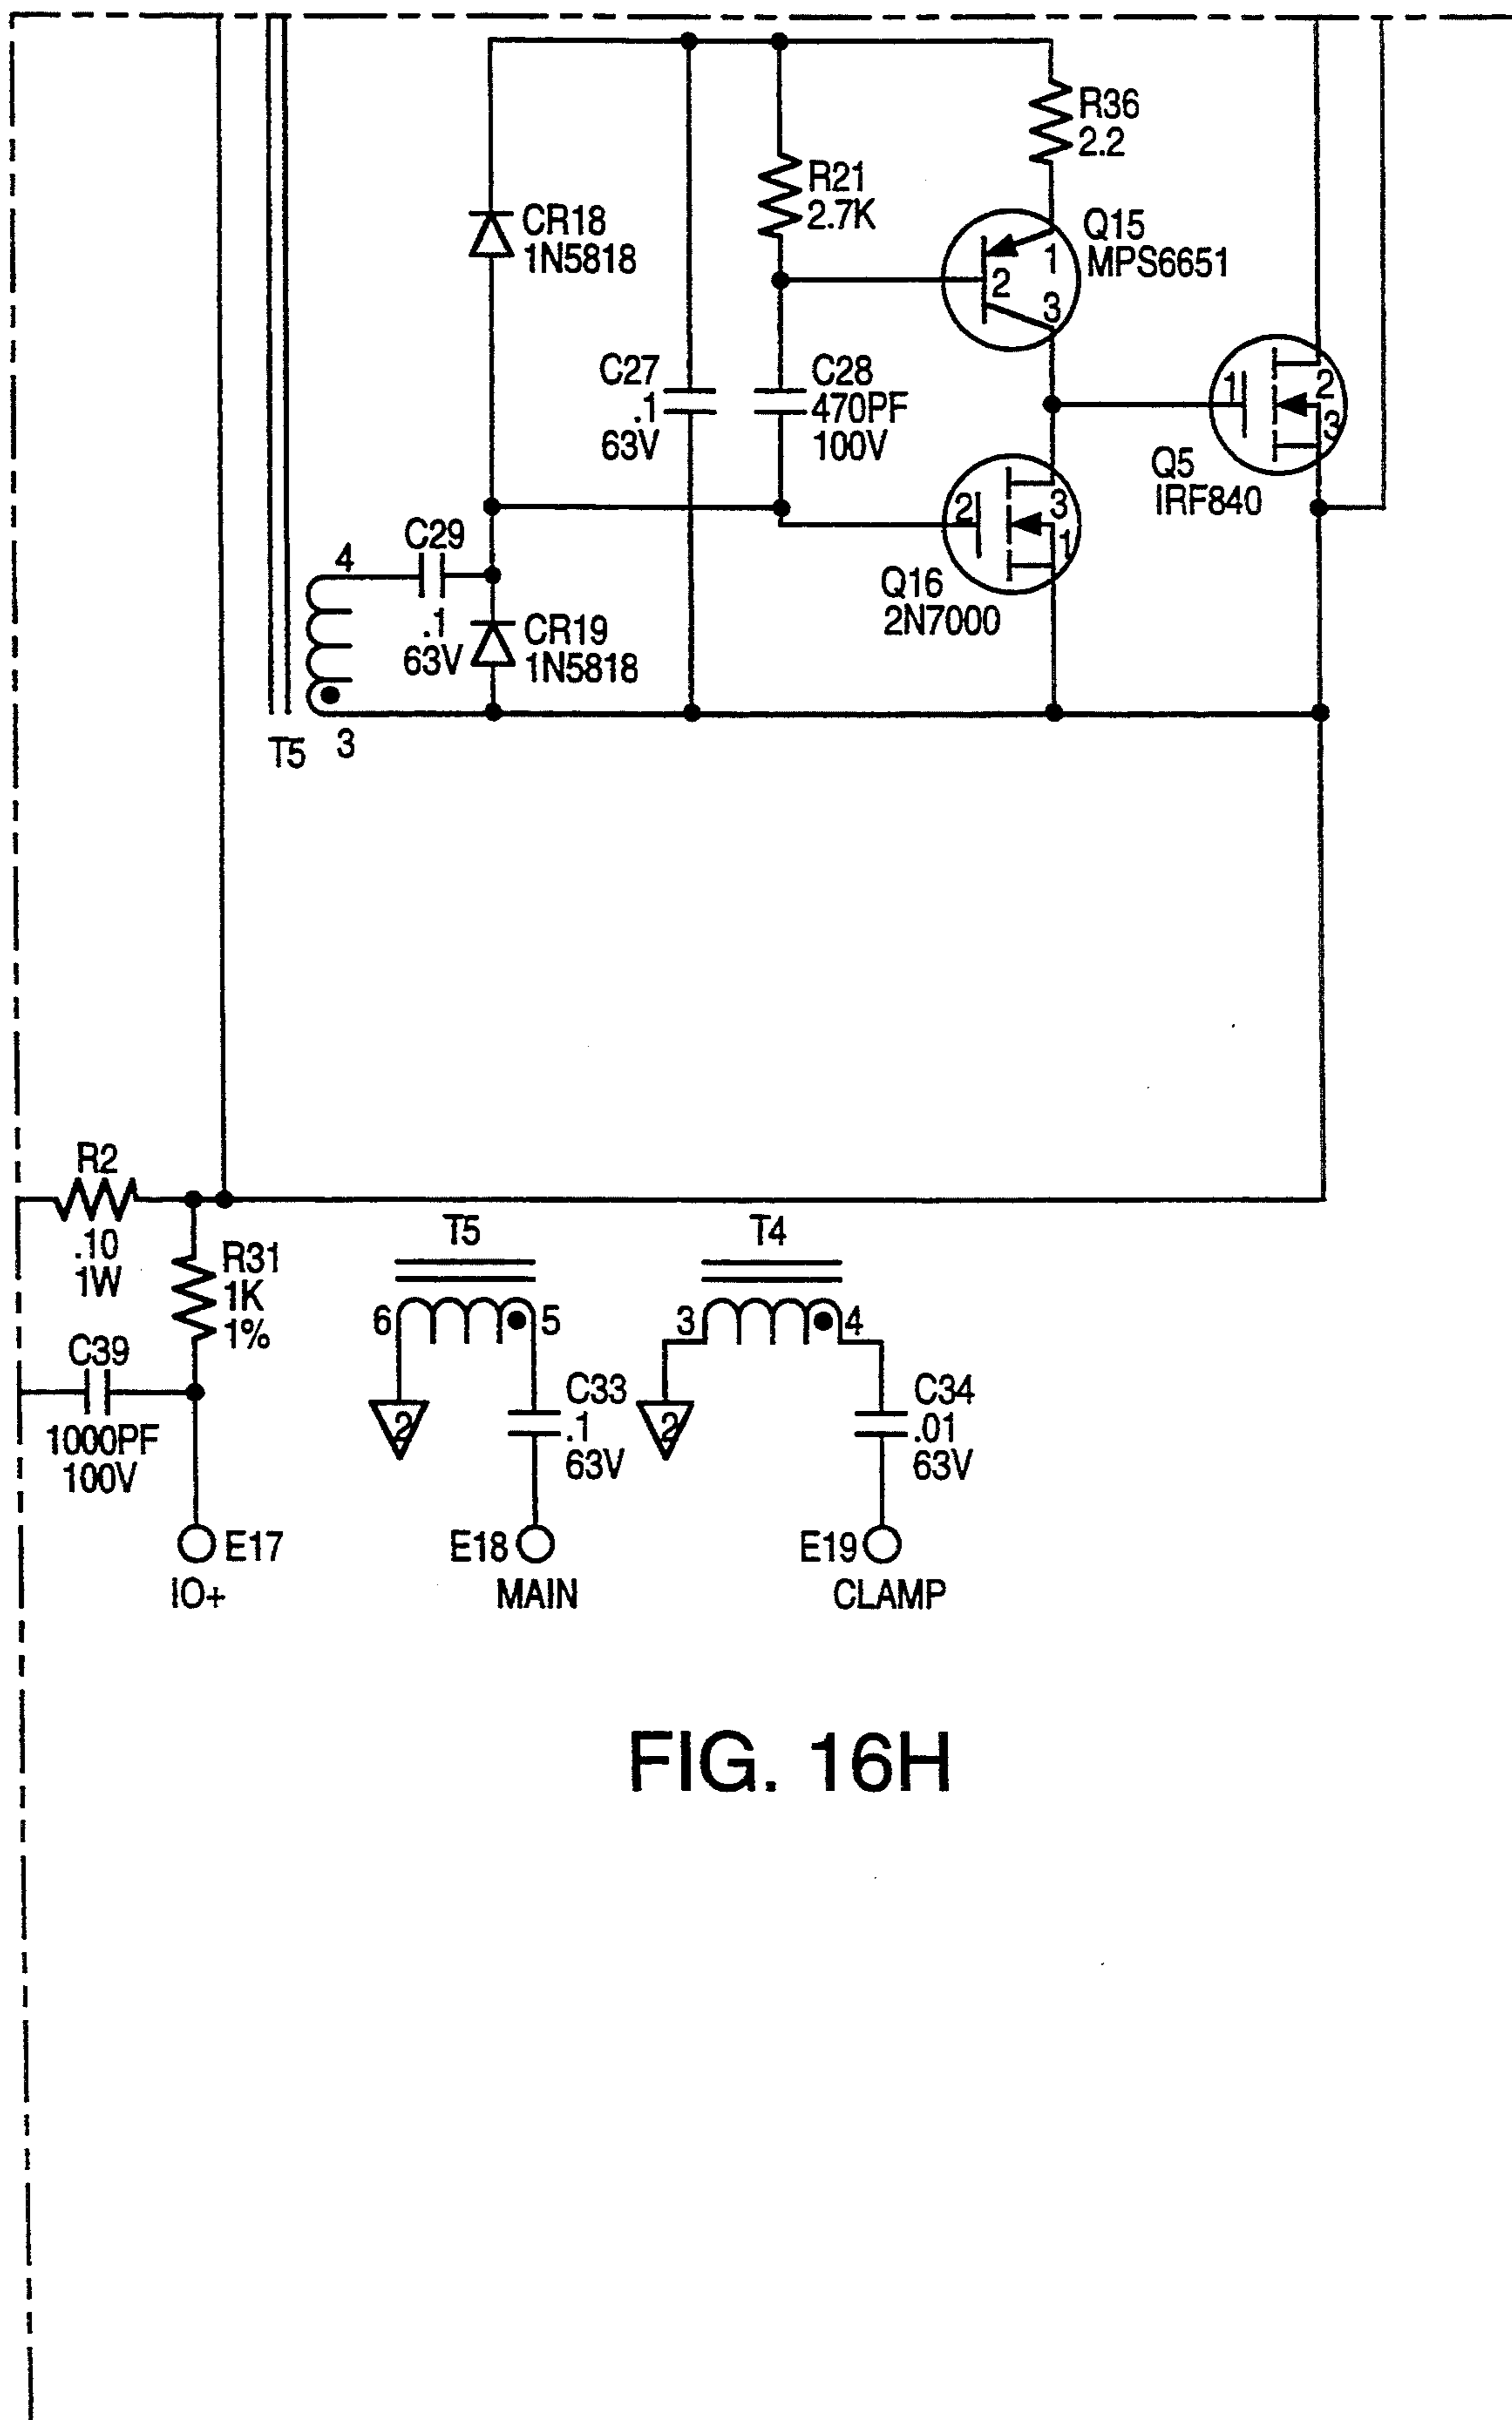 R36
2.2
R21
2.7K
Q15
MPS6651
1
2
3
CR18
1N5818
C27
.1
63V
C28
470PF
100V
1
2
3
Q5
IRF840
2
3
1
Q16
2N7000
4
C29
.1
63V
CR19
1N5818
T5
3
R2
.10
1W
R31
1K
1%
C39
1000PF
100V
T5
6
5
2
C33
.1
63V
T4
3
4
2
C34
.01
63V
E17
IO+
E18
MAIN
E19
CLAMP
FIG. 16H